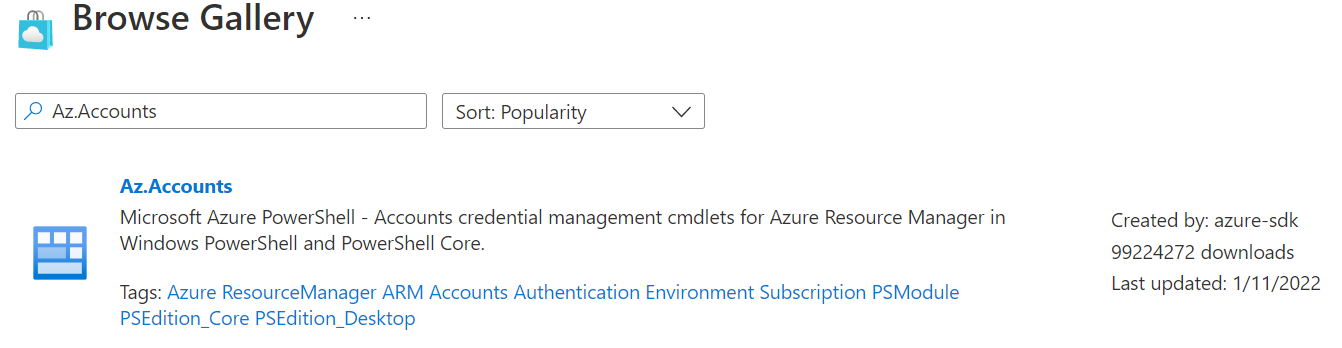 Browse Gallery ...
Az.Accounts
Sort: Popularity
Az.Accounts
Microsoft Azure PowerShell - Accounts credential management cmdlets for Azure Resource Manager in
Windows PowerShell and PowerShell Core.
Tags: Azure ResourceManager ARM Accounts Authentication Environment Subscription PSModule
PSEdition_Core PSEdition_Desktop
Created by: azure-sdk
99224272 downloads
Last updated: 1/11/2022